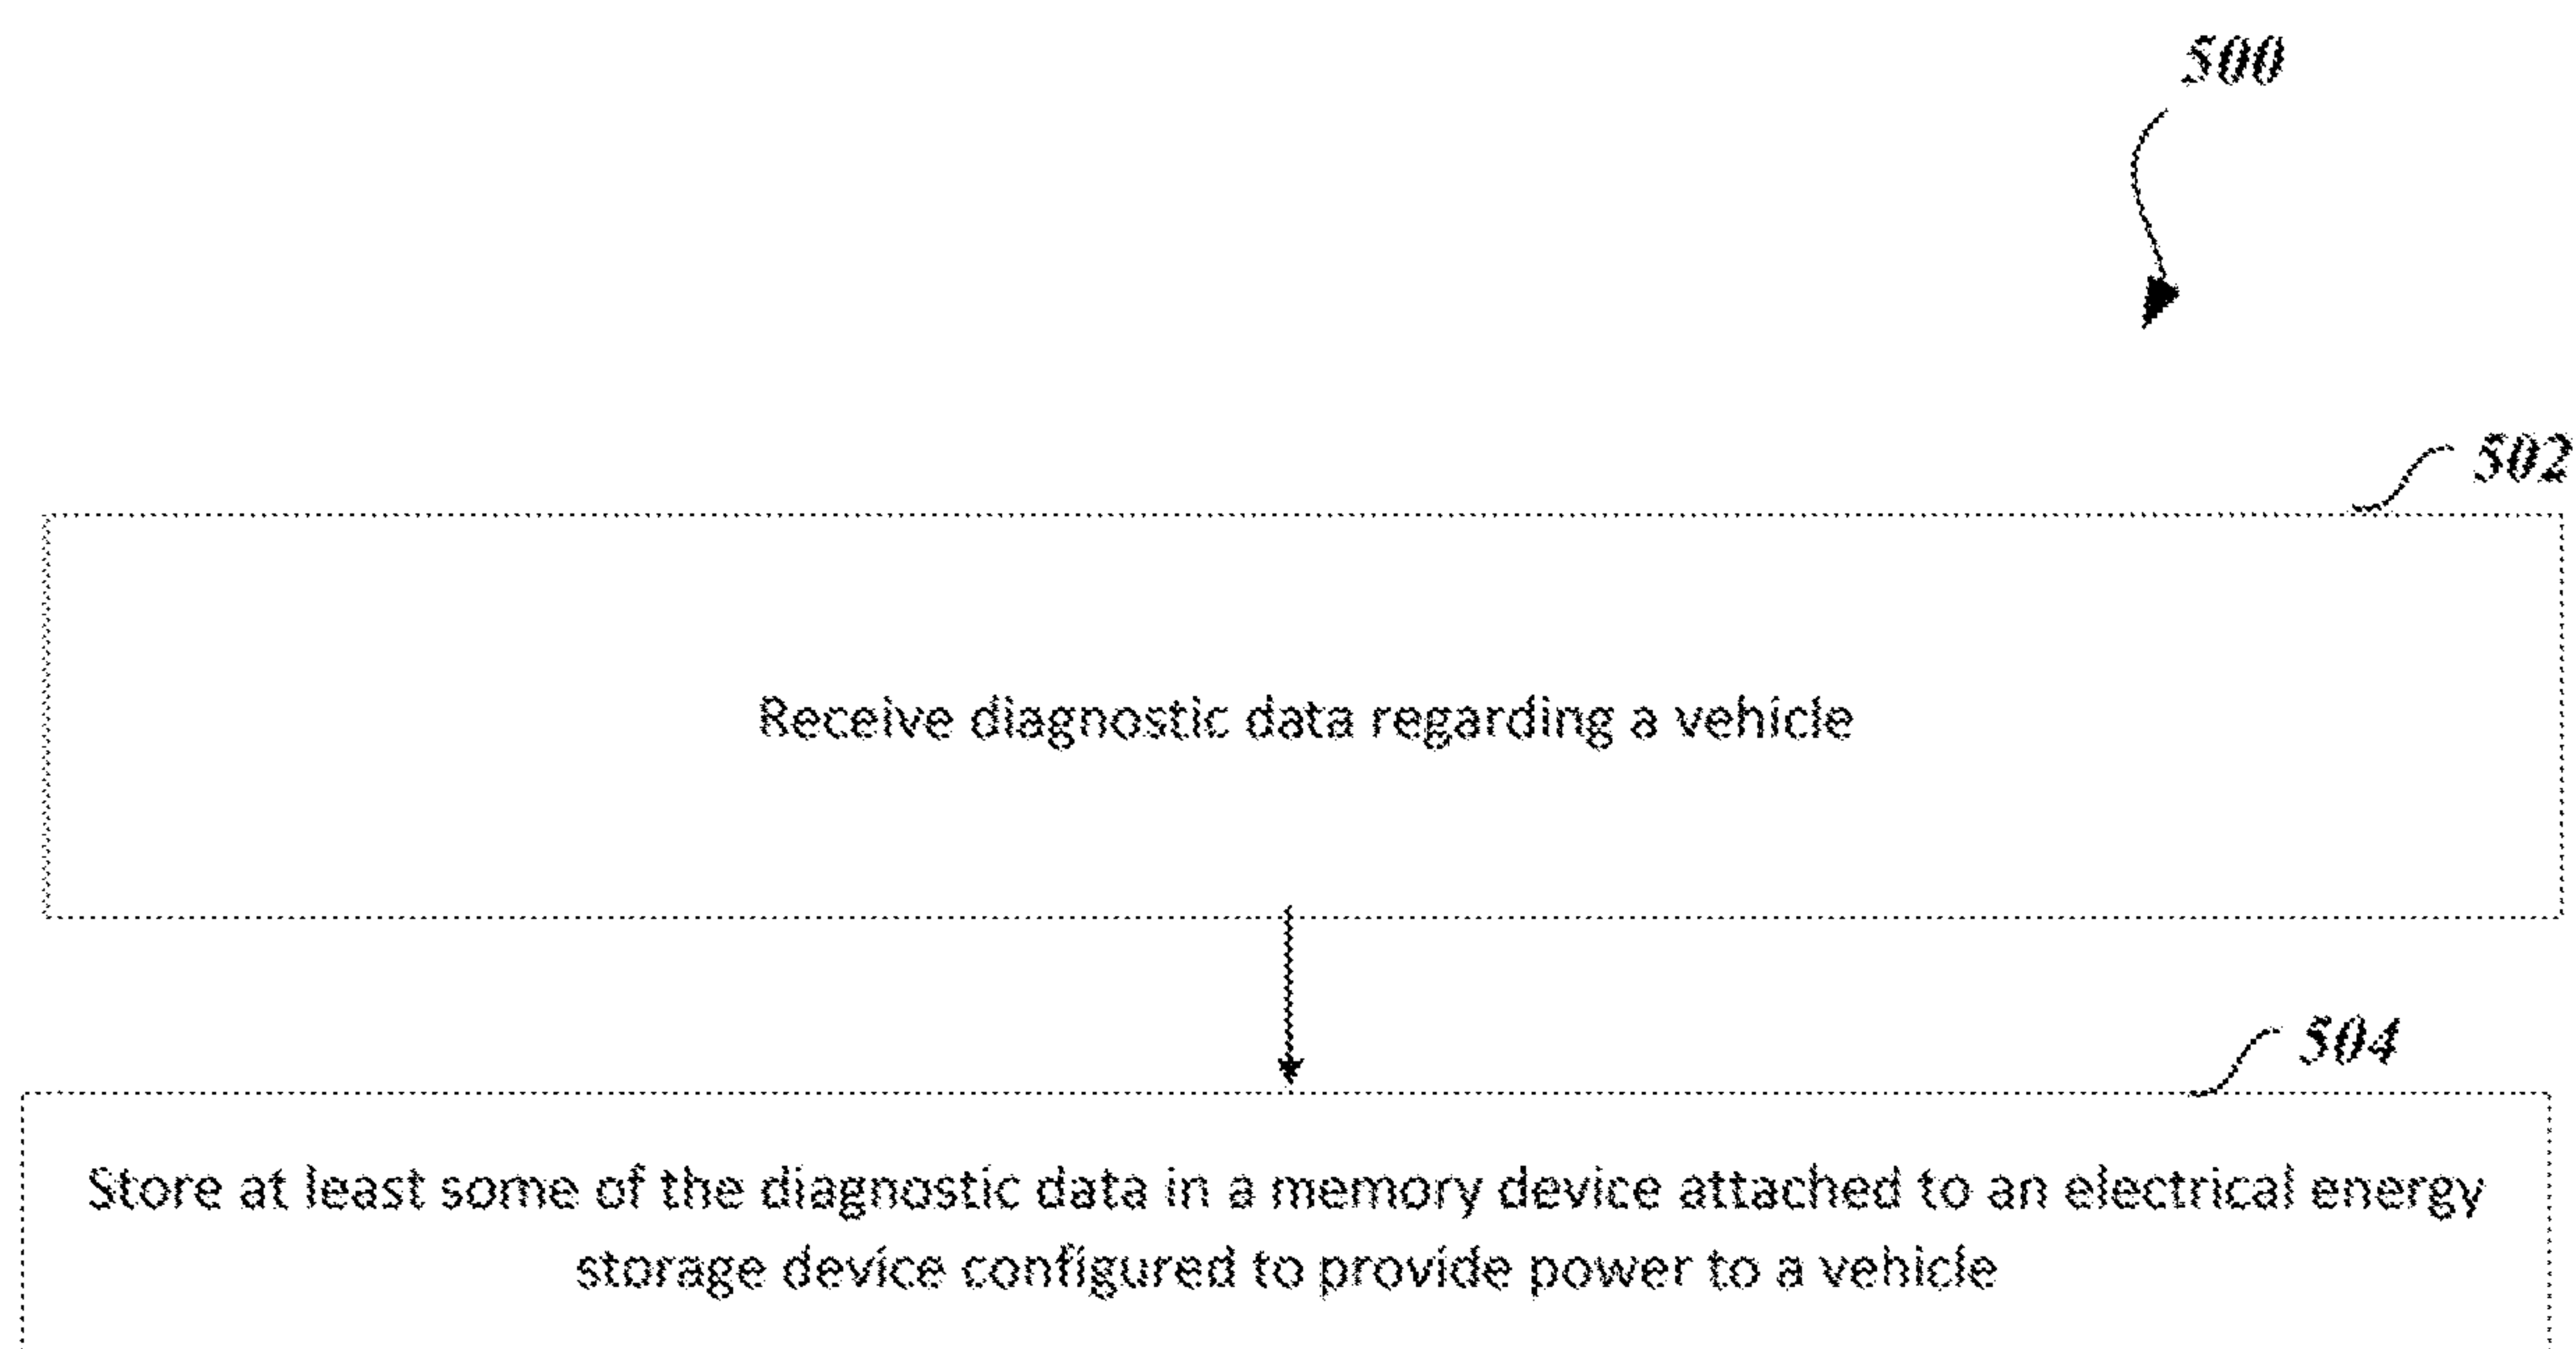 500
502
Receive diagnostic data regarding a vehicle
504
Store at least some of the diagnostic data in a memory device attached to an electrical energy
storage device configured to provide power to a vehicle